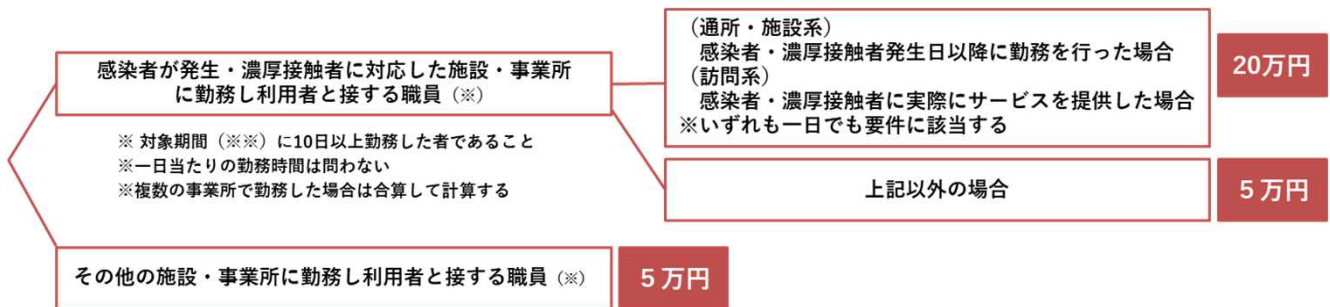 感染者が発生・濃厚接触者に対応した施設・事業所
に勤務し利用者と接する職員（※）
※ 対象期間（※※）に10日以上勤務した者であること
※一日当たりの勤務時間は問わない
※複数の事業所で勤務した場合は合算して計算する
（通所・施設系）
感染者・濃厚接触者発生日以降に勤務を行った場合
（訪問系）
感染者・濃厚接触者に実際にサービスを提供した場合
※いずれも一日でも要件に該当する
20万円
上記以外の場合
5万円
その他の施設・事業所に勤務し利用者と接する職員（※）
5万円